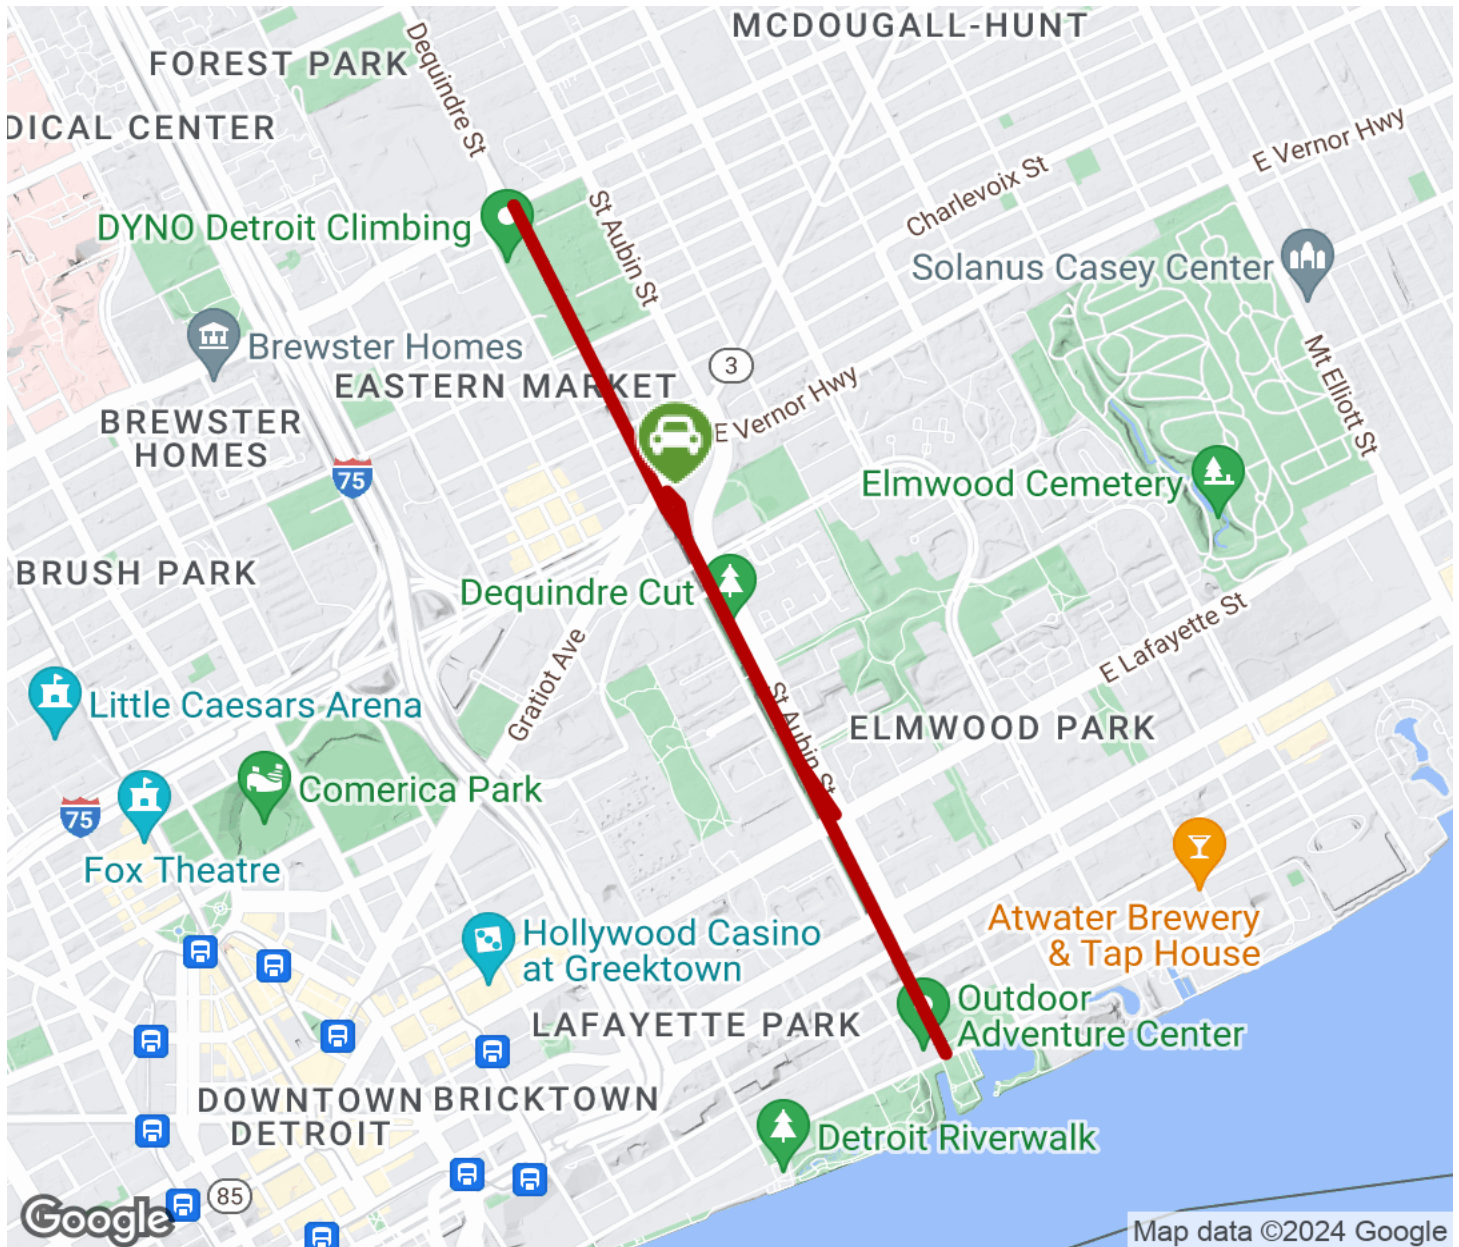 MCDOUGALL-HUNT
FOREST PARK
Dequindre St
DICAL CENTER
E Vernor Hwy
Charlevoix St
St Aubin St
DYNO Detroit Climbing
Solanus Casey Center
Brewster Homes
EASTERN MARKET
3
Mt Elliott St
E Vernor Hwy
BREWSTER
HOMES
75
Elmwood Cemetery
BRUSH PARK
Dequindre Cut
E Lafayette St
Gratiot Ave
Little Caesars Arena
St Aubin St
ELMWOOD PARK
Comerica Park
75
Fox Theatre
Hollywood Casino
at Greektown
Atwater Brewery
& Tap House
Outdoor
Adventure Center
LAFAYETTE PARK
DOWNTOWN
DETROIT
BRICKTOWN
Detroit Riverwalk
85
Google
Map data ©2024 Google